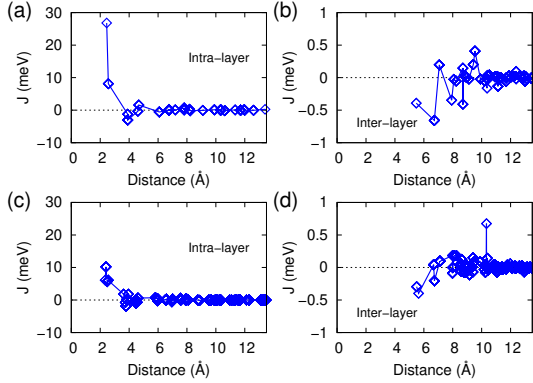 (a)
30
20
10
0
−10
J (meV)
Intra-layer
0 2 4 6 8 10 12
Distance (Å)
(b)
1
0.5
0
−0.5
−1
J (meV)
Inter-layer
0 2 4 6 8 10 12
Distance (Å)
(c)
30
20
10
0
−10
J (meV)
Intra-layer
0 2 4 6 8 10 12
Distance (Å)
(d)
1
0.5
0
−0.5
−1
J (meV)
Inter-layer
0 2 4 6 8 10 12
Distance (Å)